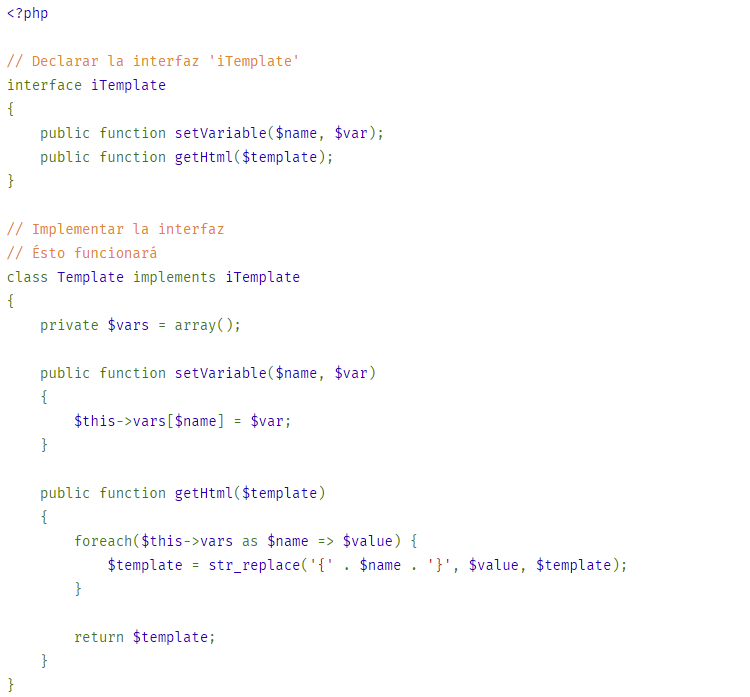 <?php
// Declarar la interfaz 'iTemplate'
interface iTemplate
{
    public function setVariable($name, $var);
    public function getHtml($template);
}
// Implementar la interfaz
// Ésto funcionará
class Template implements iTemplate
{
    private $vars = array();
    public function setVariable($name, $var)
    {
        $this->vars[$name] = $var;
    }
    public function getHtml($template)
    {
        foreach($this->vars as $name => $value) {
            $template = str_replace('{' . $name . '}', $value, $template);
        }
        return $template;
    }
}